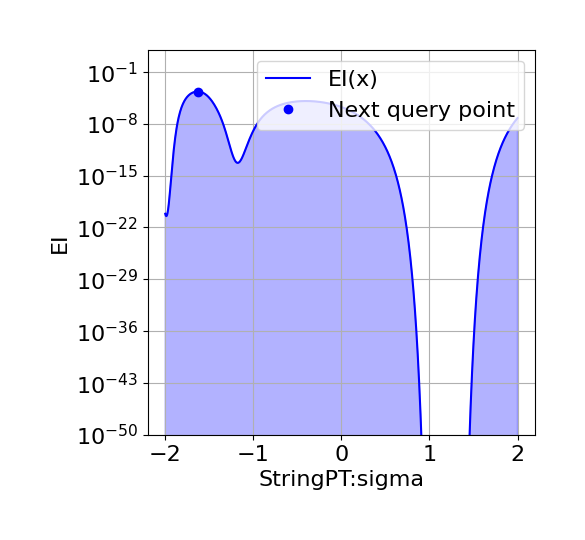 EI(x)
Next query point
10^{-1}
10^{-8}
10^{-15}
10^{-22}
10^{-29}
10^{-36}
10^{-43}
10^{-50}
EI
−2 −1 0 1 2
StringPT:sigma